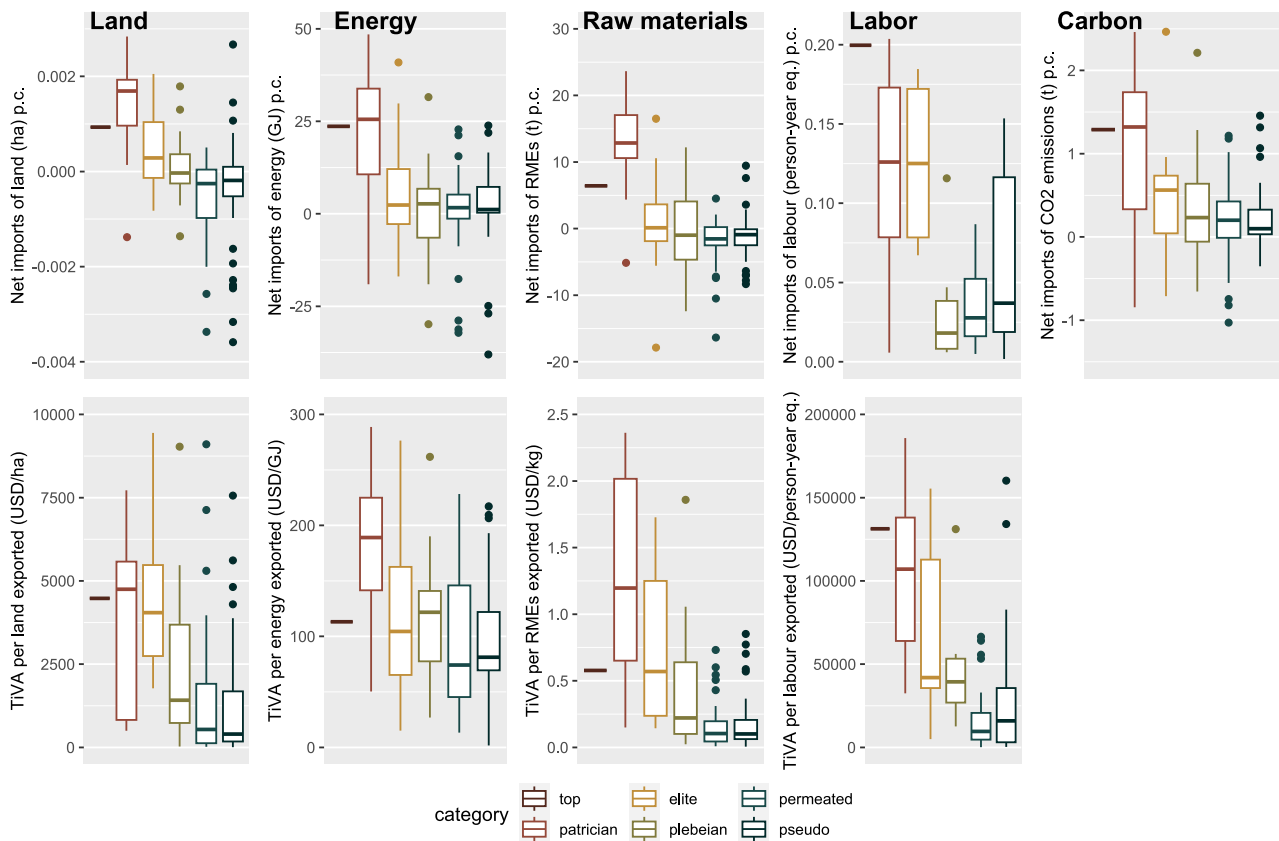 Land
Energy
Raw materials
Labor
Carbon
Net imports of land (ha) p.c.
0.002
0.000
-0.002
-0.004
Net imports of energy (GJ) p.c.
50
25
0
-25
Net imports of RMEs (t) p.c.
30
20
10
0
-10
-20
Net imports of labour (person-year eq.) p.c.
0.20
0.15
0.10
0.05
0.00
Net imports of CO2 emissions (t) p.c.
2
1
0
-1
TiVA per land exported (USD/ha)
10000
7500
5000
2500
0
TiVA per energy exported (USD/GJ)
300
200
100
0
TiVA per RMEs exported (USD/kg)
2.5
2.0
1.5
1.0
0.5
0.0
TiVA per labour exported (USD/person-year eq.)
200000
150000
100000
50000
0
category
top
elite
permeated
patrician
plebeian
pseudo